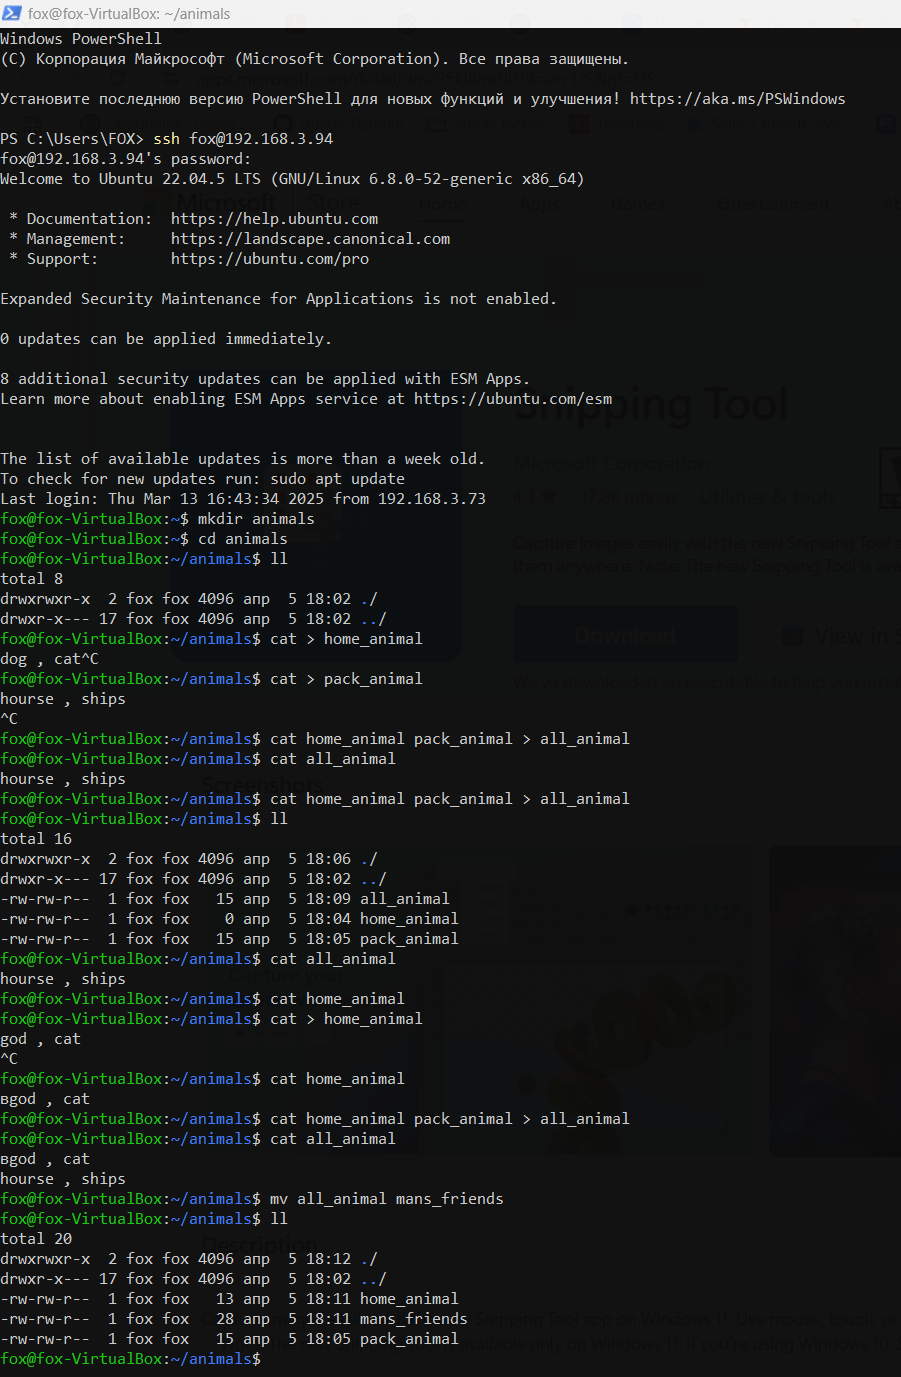 fox@fox-VirtualBox: ~/animals
Windows PowerShell
(C) Корпорация Майкрософт (Microsoft Corporation). Все права защищены.
Установите последнюю версию PowerShell для новых функций и улучшения! https://aka.ms/PSWindows
PS C:\Users\FOX> ssh fox@192.168.3.94
fox@192.168.3.94's password:
Welcome to Ubuntu 22.04.5 LTS (GNU/Linux 6.8.0-52-generic x86_64)
* Documentation:  https://help.ubuntu.com
* Management:     https://landscape.canonical.com
* Support:        https://ubuntu.com/pro
Expanded Security Maintenance for Applications is not enabled.
0 updates can be applied immediately.
8 additional security updates can be applied with ESM Apps.
Learn more about enabling ESM Apps service at https://ubuntu.com/esm
The list of available updates is more than a week old.
To check for new updates run: sudo apt update
Last login: Thu Mar 13 16:43:34 2025 from 192.168.3.73
fox@fox-VirtualBox:~$ mkdir animals
fox@fox-VirtualBox:~$ cd animals
fox@fox-VirtualBox:~/animals$ ll
total 8
drwxrwxr-x  2 fox fox 4096 апр  5 18:02 ./
drwxr-x--- 17 fox fox 4096 апр  5 18:02 ../
fox@fox-VirtualBox:~/animals$ cat > home_animal
dog , cat^C
fox@fox-VirtualBox:~/animals$ cat > pack_animal
hourse , ships
^C
fox@fox-VirtualBox:~/animals$ cat home_animal pack_animal > all_animal
fox@fox-VirtualBox:~/animals$ cat all_animal
hourse , ships
fox@fox-VirtualBox:~/animals$ cat home_animal pack_animal > all_animal
fox@fox-VirtualBox:~/animals$ ll
total 16
drwxrwxr-x  2 fox fox 4096 апр  5 18:06 ./
drwxr-x--- 17 fox fox 4096 апр  5 18:02 ../
-rw-rw-r--  1 fox fox   15 апр  5 18:09 all_animal
-rw-rw-r--  1 fox fox    0 апр  5 18:04 home_animal
-rw-rw-r--  1 fox fox   15 апр  5 18:05 pack_animal
fox@fox-VirtualBox:~/animals$ cat all_animal
hourse , ships
fox@fox-VirtualBox:~/animals$ cat home_animal
fox@fox-VirtualBox:~/animals$ cat > home_animal
god , cat
^C
fox@fox-VirtualBox:~/animals$ cat home_animal
вgod , cat
fox@fox-VirtualBox:~/animals$ cat home_animal pack_animal > all_animal
fox@fox-VirtualBox:~/animals$ cat all_animal
вgod , cat
hourse , ships
fox@fox-VirtualBox:~/animals$ mv all_animal mans_friends
fox@fox-VirtualBox:~/animals$ ll
total 20
drwxrwxr-x  2 fox fox 4096 апр  5 18:12 ./
drwxr-x--- 17 fox fox 4096 апр  5 18:02 ../
-rw-rw-r--  1 fox fox   13 апр  5 18:11 home_animal
-rw-rw-r--  1 fox fox   28 апр  5 18:11 mans_friends
-rw-rw-r--  1 fox fox   15 апр  5 18:05 pack_animal
fox@fox-VirtualBox:~/animals$
Microsoft Store
Home
Apps
Games
Entertainment
Snipping Tool
Microsoft Corporation
Download
View in
Screenshots
Description